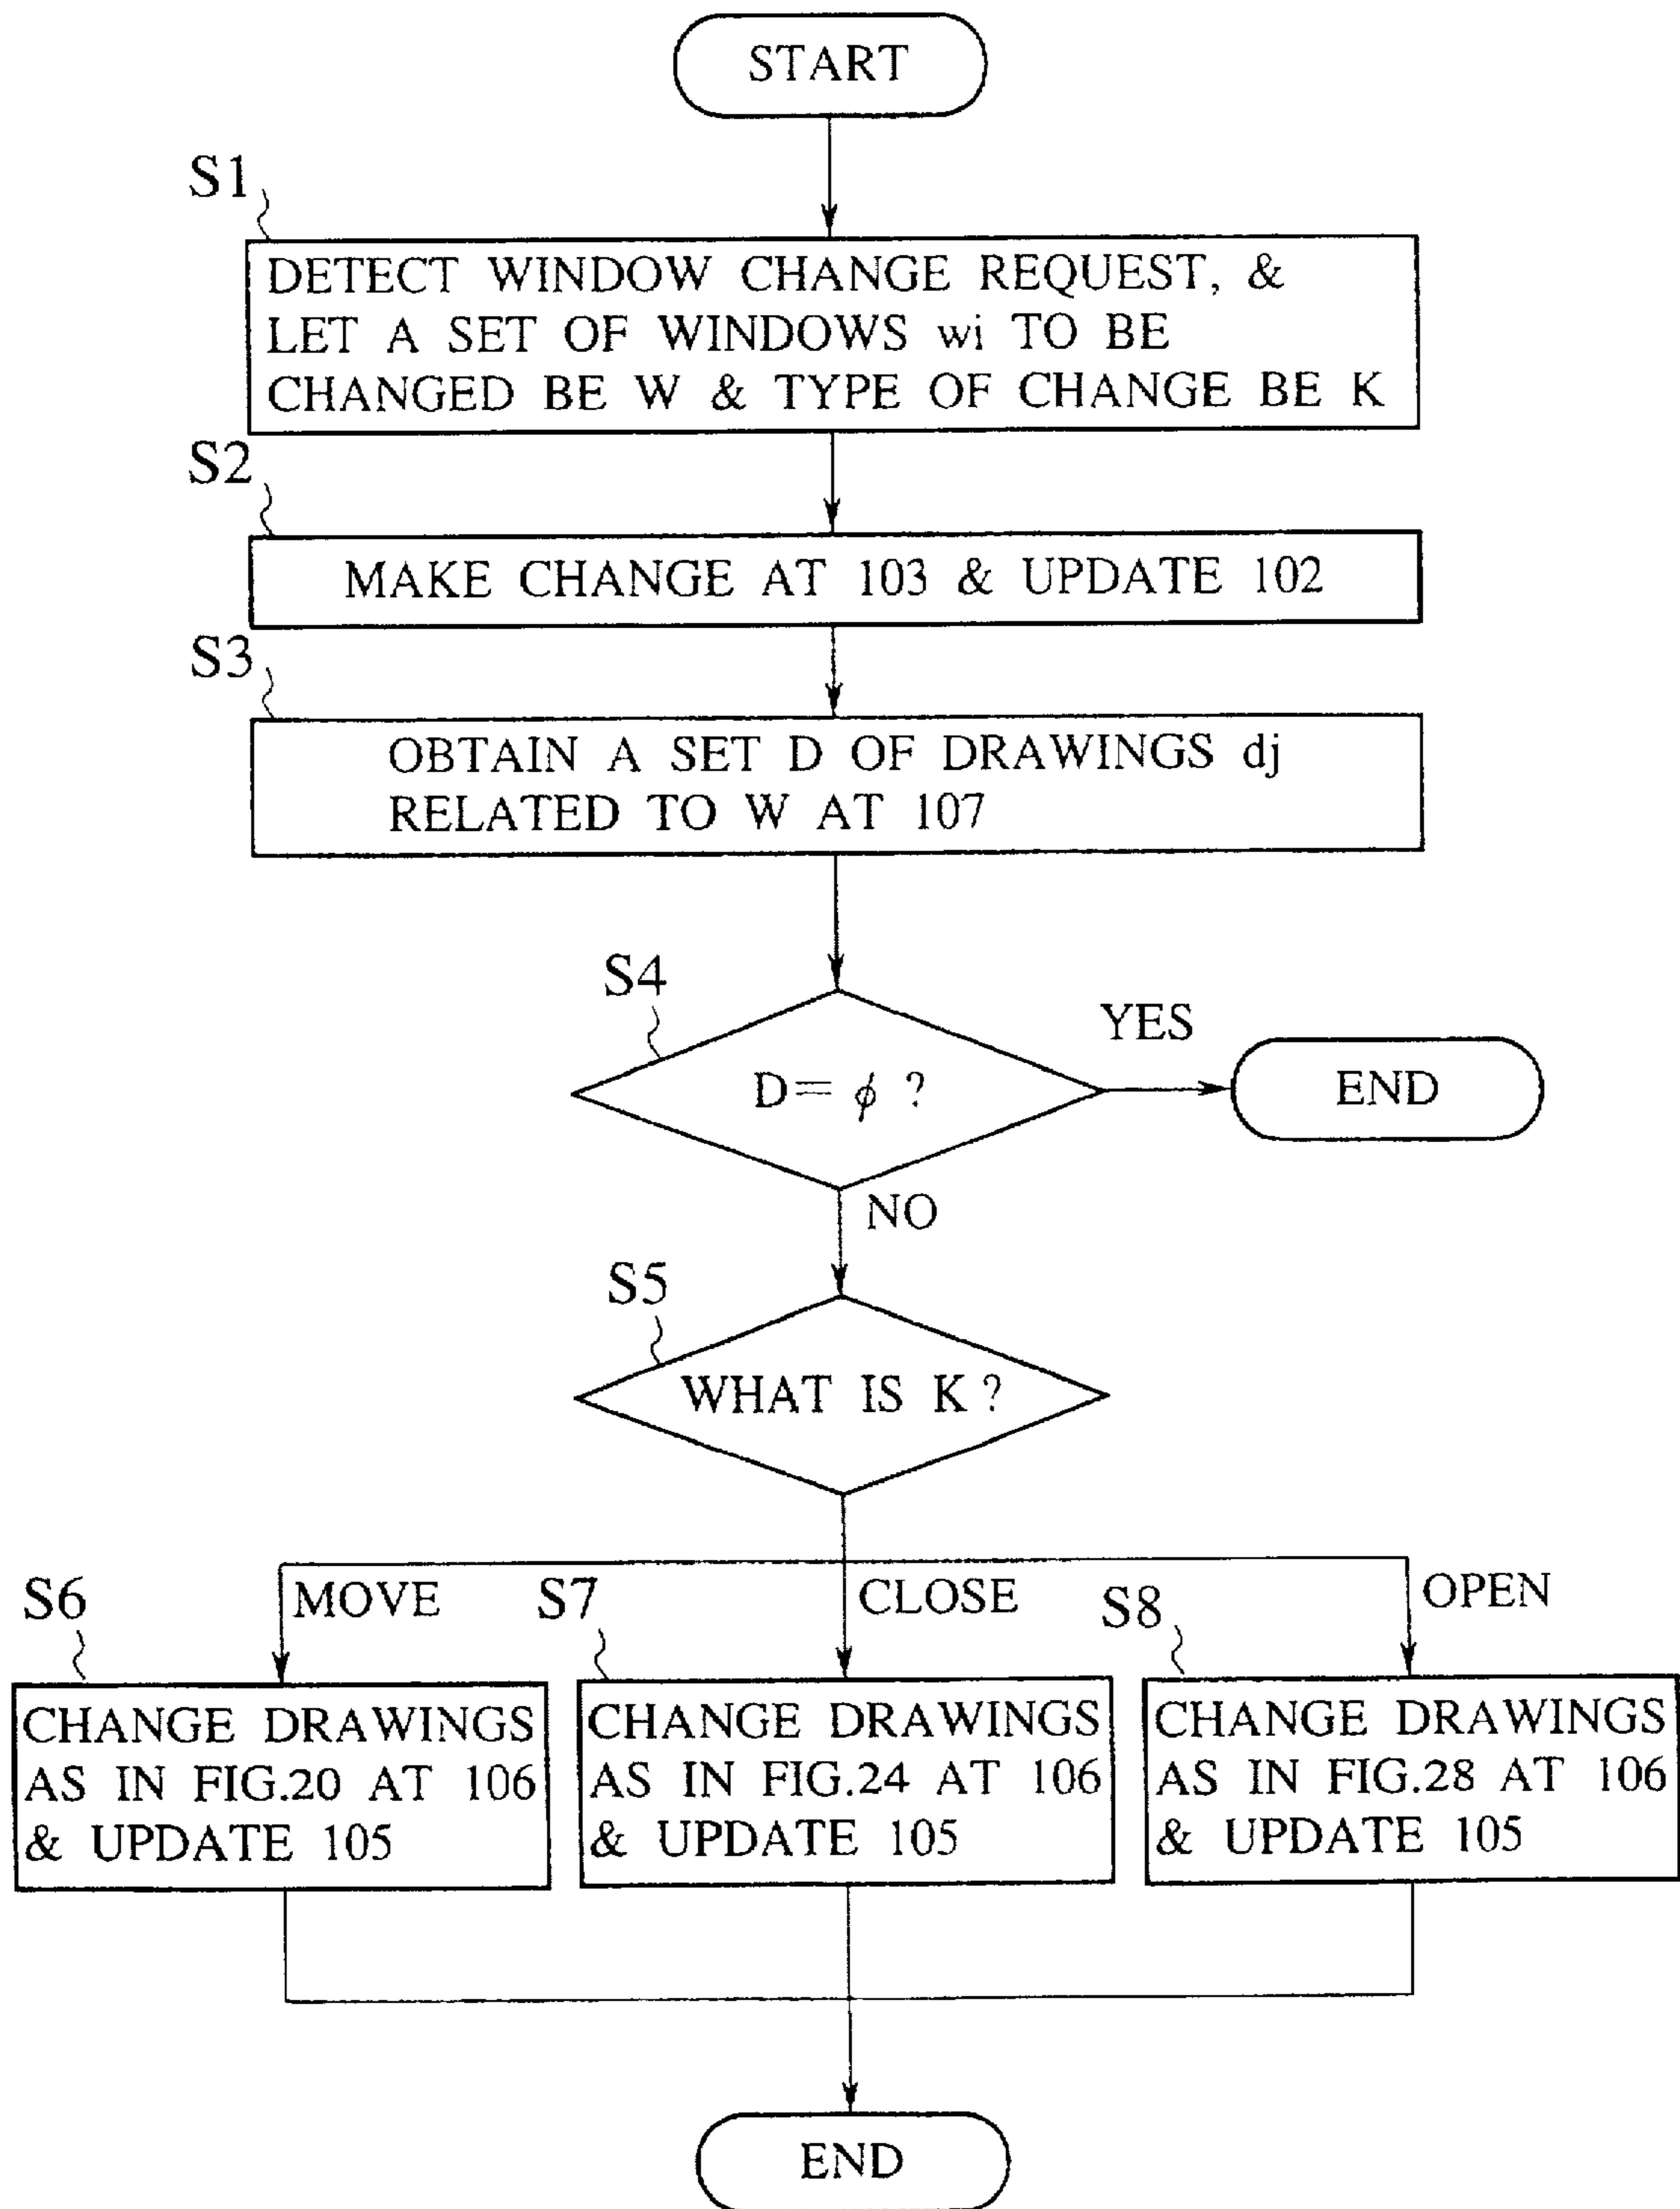 START
S1
DETECT WINDOW CHANGE REQUEST, &
LET A SET OF WINDOWS wi TO BE
CHANGED BE W & TYPE OF CHANGE BE K
S2
MAKE CHANGE AT 103 & UPDATE 102
S3
OBTAIN A SET D OF DRAWINGS dj
RELATED TO W AT 107
S4
D= ϕ ?
YES
END
NO
S5
WHAT IS K?
S6
MOVE
CHANGE DRAWINGS
AS IN FIG.20 AT 106
& UPDATE 105
S7
CLOSE
CHANGE DRAWINGS
AS IN FIG.24 AT 106
& UPDATE 105
S8
OPEN
CHANGE DRAWINGS
AS IN FIG.28 AT 106
& UPDATE 105
END